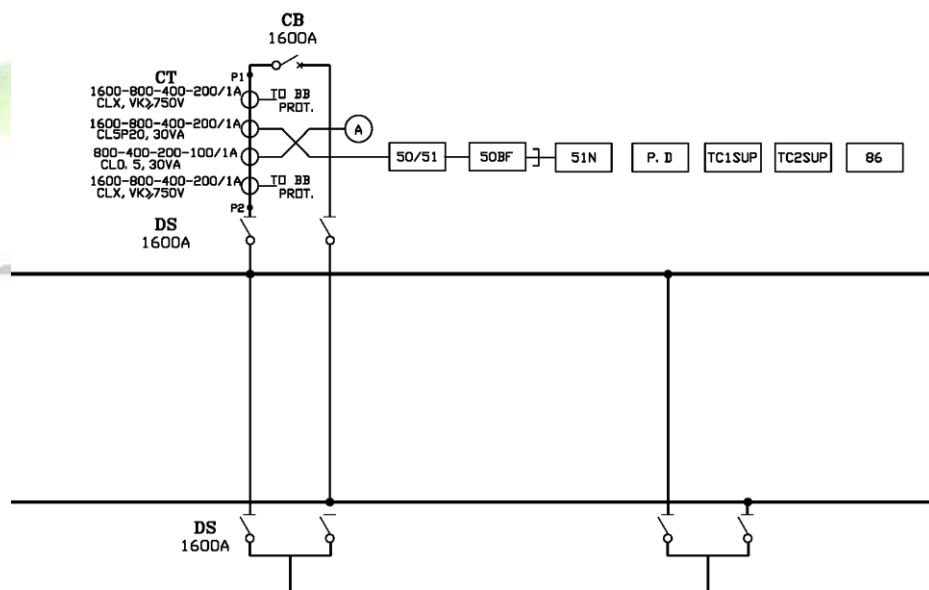 CB
1600A
CT
P1
1600-800-400-200/1A
CLX, VK≥750V
TO BB
PROT.
1600-800-400-200/1A
CL5P20, 30VA
A
800-400-200-100/1A
CL0.5, 30VA
50/51
50BF
51N
P.D
TC1SUP
TC2SUP
86
1600-800-400-200/1A
CLX, VK≥750V
TO BB
PROT.
P2
DS
1600A
DS
1600A